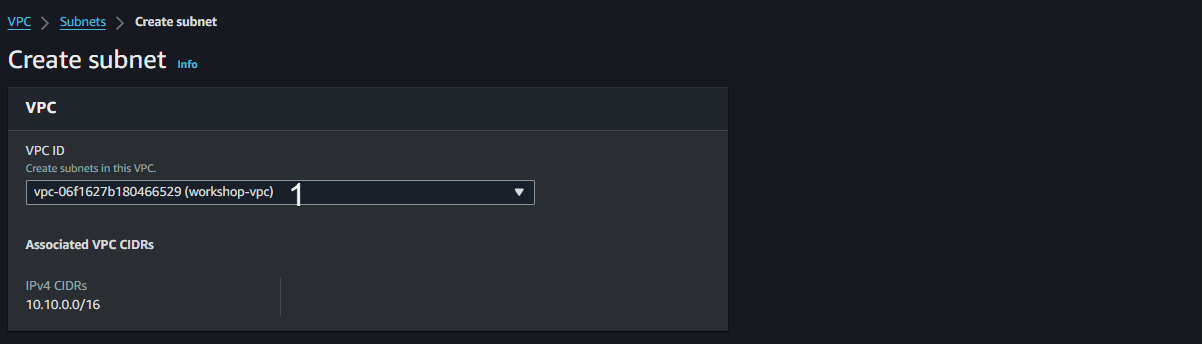 VPC > Subnets > Create subnet
Create subnet Info
VPC
VPC ID
Create subnets in this VPC.
vpc-06f1627b180466529 (workshop-vpc) 1
Associated VPC CIDRs
IPv4 CIDRs
10.10.0.0/16